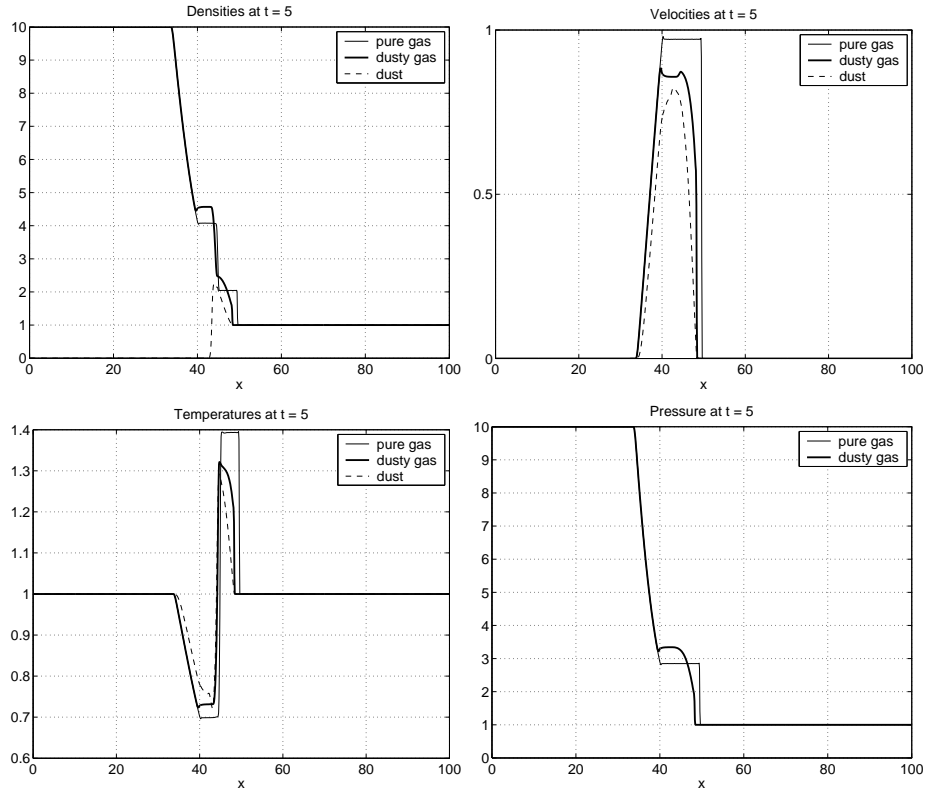 Densities at t = 5
10
9
8
7
6
5
4
3
2
1
0
0 20 40 60 80 100
x
pure gas
dusty gas
dust
Velocities at t = 5
1
0.5
0
0 20 40 60 80 100
x
pure gas
dusty gas
dust
Temperatures at t = 5
1.4
1.3
1.2
1.1
1
0.9
0.8
0.7
0.6
0 20 40 60 80 100
x
pure gas
dusty gas
dust
Pressure at t = 5
10
9
8
7
6
5
4
3
2
1
0
0 20 40 60 80 100
x
pure gas
dusty gas